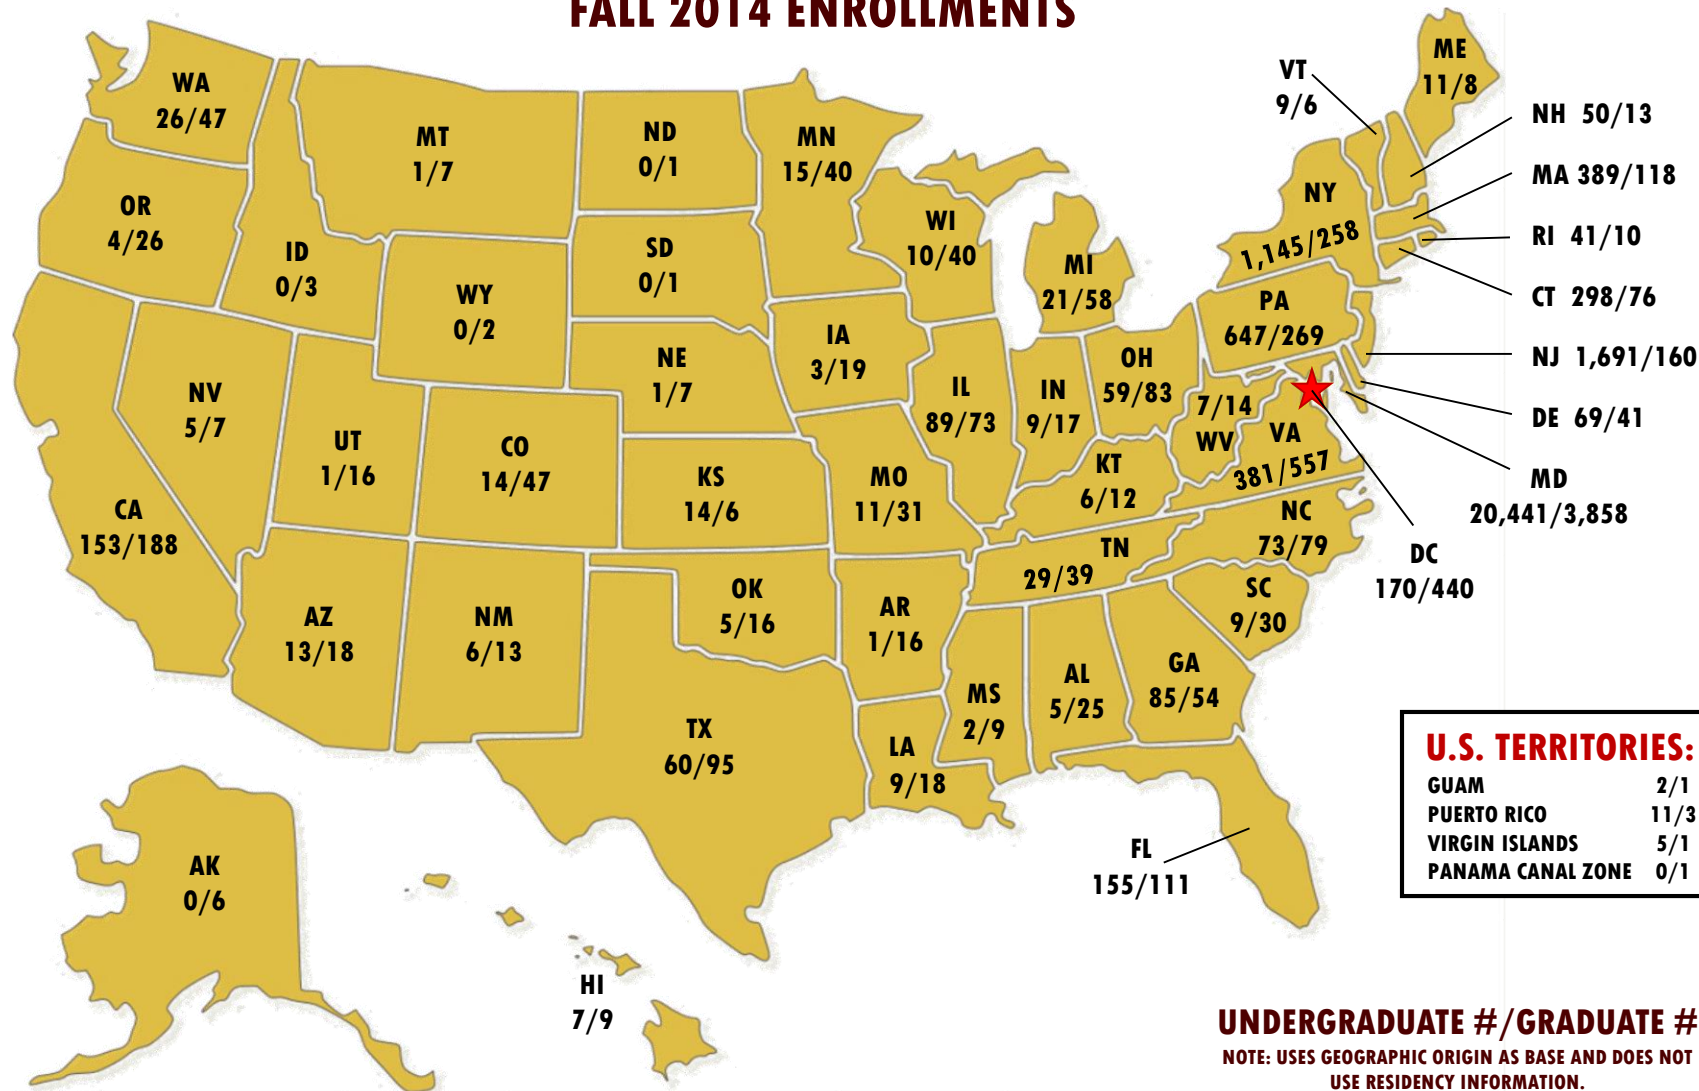 FALL 2014 ENROLLMENTS
WA
26/47
OR
4/26
CA
153/188
NV
5/7
ID
0/3
MT
1/7
WY
0/2
UT
1/16
CO
14/47
AZ
13/18
NM
6/13
ND
0/1
SD
0/1
NE
1/7
KS
14/6
OK
5/16
TX
60/95
MN
15/40
IA
3/19
MO
11/31
AR
1/16
LA
9/18
WI
10/40
IL
89/73
MI
21/58
IN
9/17
OH
59/83
KT
6/12
TN
29/39
MS
2/9
AL
5/25
GA
85/54
FL
155/111
SC
9/30
NC
73/79
VA
381/557
7/14
WV
PA
647/269
NY
1,145/258
VT
9/6
ME
11/8
NH 50/13
MA 389/118
RI 41/10
CT 298/76
NJ 1,691/160
DE 69/41
MD
20,441/3,858
DC
170/440
AK
0/6
HI
7/9
U.S. TERRITORIES:
GUAM 2/1
PUERTO RICO 11/3
VIRGIN ISLANDS 5/1
PANAMA CANAL ZONE 0/1
UNDERGRADUATE #/GRADUATE #
NOTE: USES GEOGRAPHIC ORIGIN AS BASE AND DOES NOT
USE RESIDENCY INFORMATION.